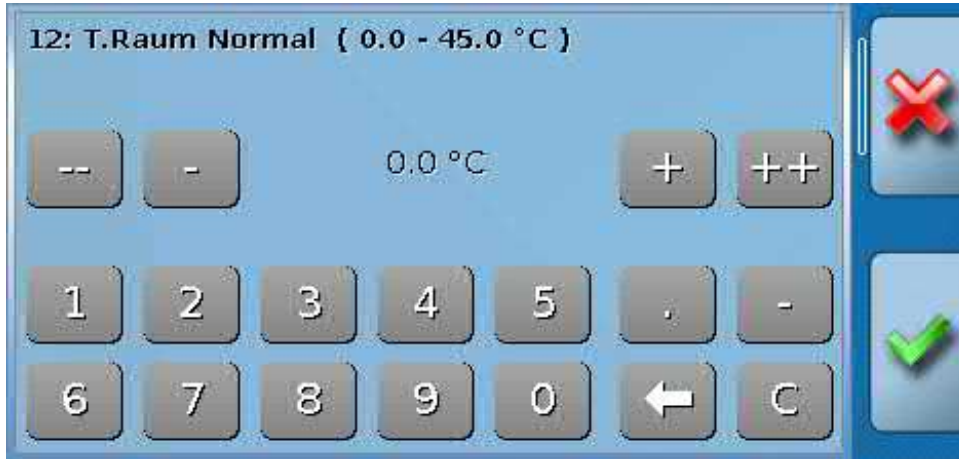 12: T.Raum Normal ( 0.0 - 45.0 °C )
-- - 0.0 °C + ++
1 2 3 4 5 . -
6 7 8 9 0 C